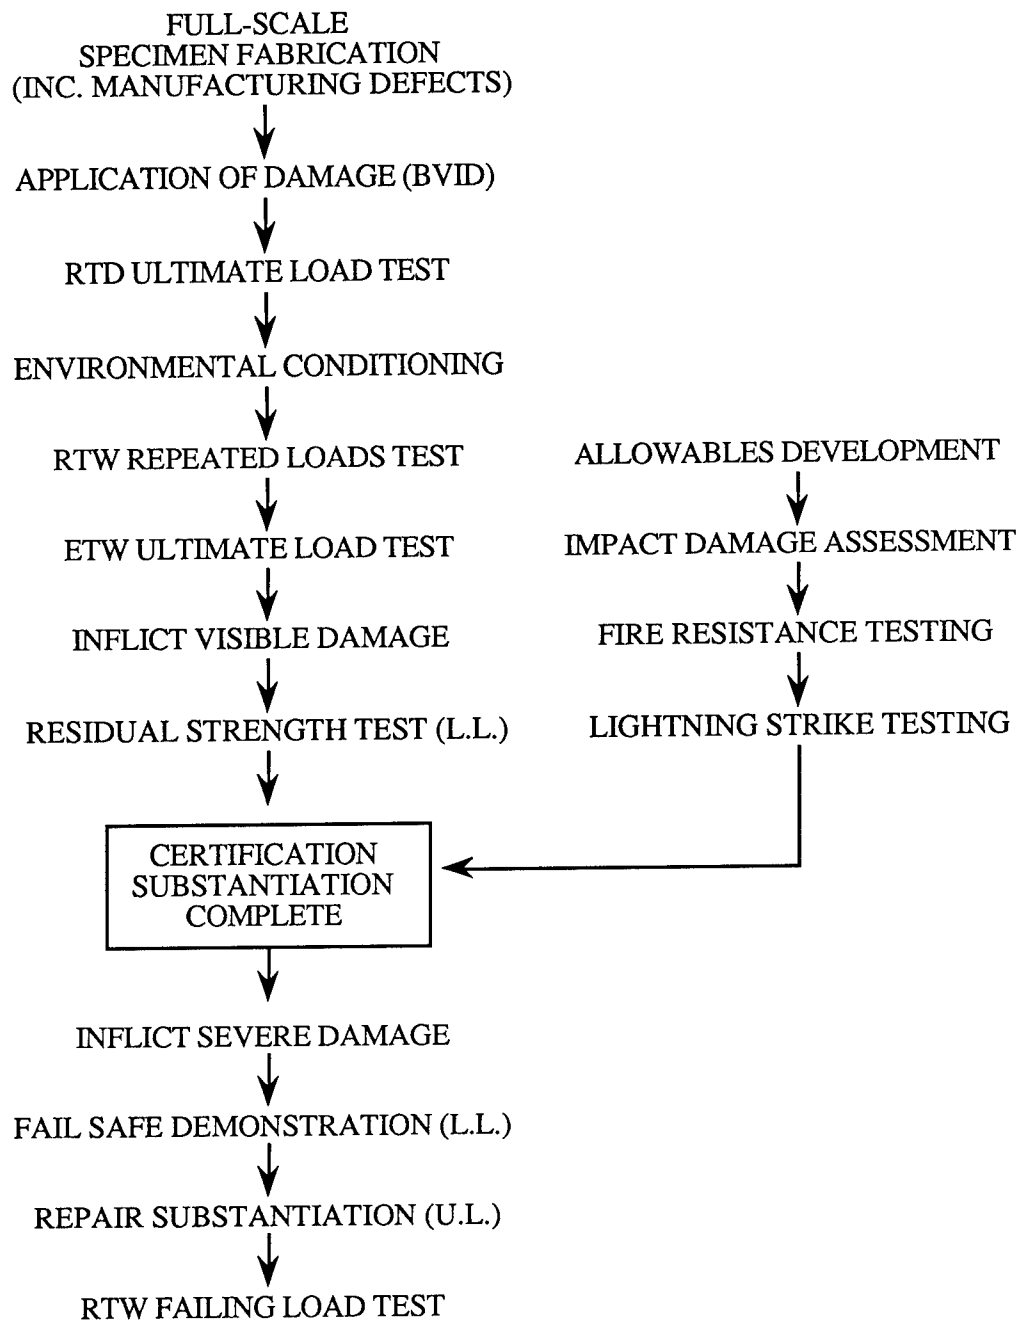 FULL-SCALE
SPECIMEN FABRICATION
(INC. MANUFACTURING DEFECTS)
APPLICATION OF DAMAGE (BVID)
RTD ULTIMATE LOAD TEST
ENVIRONMENTAL CONDITIONING
RTW REPEATED LOADS TEST
ETW ULTIMATE LOAD TEST
INFLICT VISIBLE DAMAGE
RESIDUAL STRENGTH TEST (L.L.)
ALLOWABLES DEVELOPMENT
IMPACT DAMAGE ASSESSMENT
FIRE RESISTANCE TESTING
LIGHTNING STRIKE TESTING
CERTIFICATION
SUBSTANTIATION
COMPLETE
INFLICT SEVERE DAMAGE
FAIL SAFE DEMONSTRATION (L.L.)
REPAIR SUBSTANTIATION (U.L.)
RTW FAILING LOAD TEST